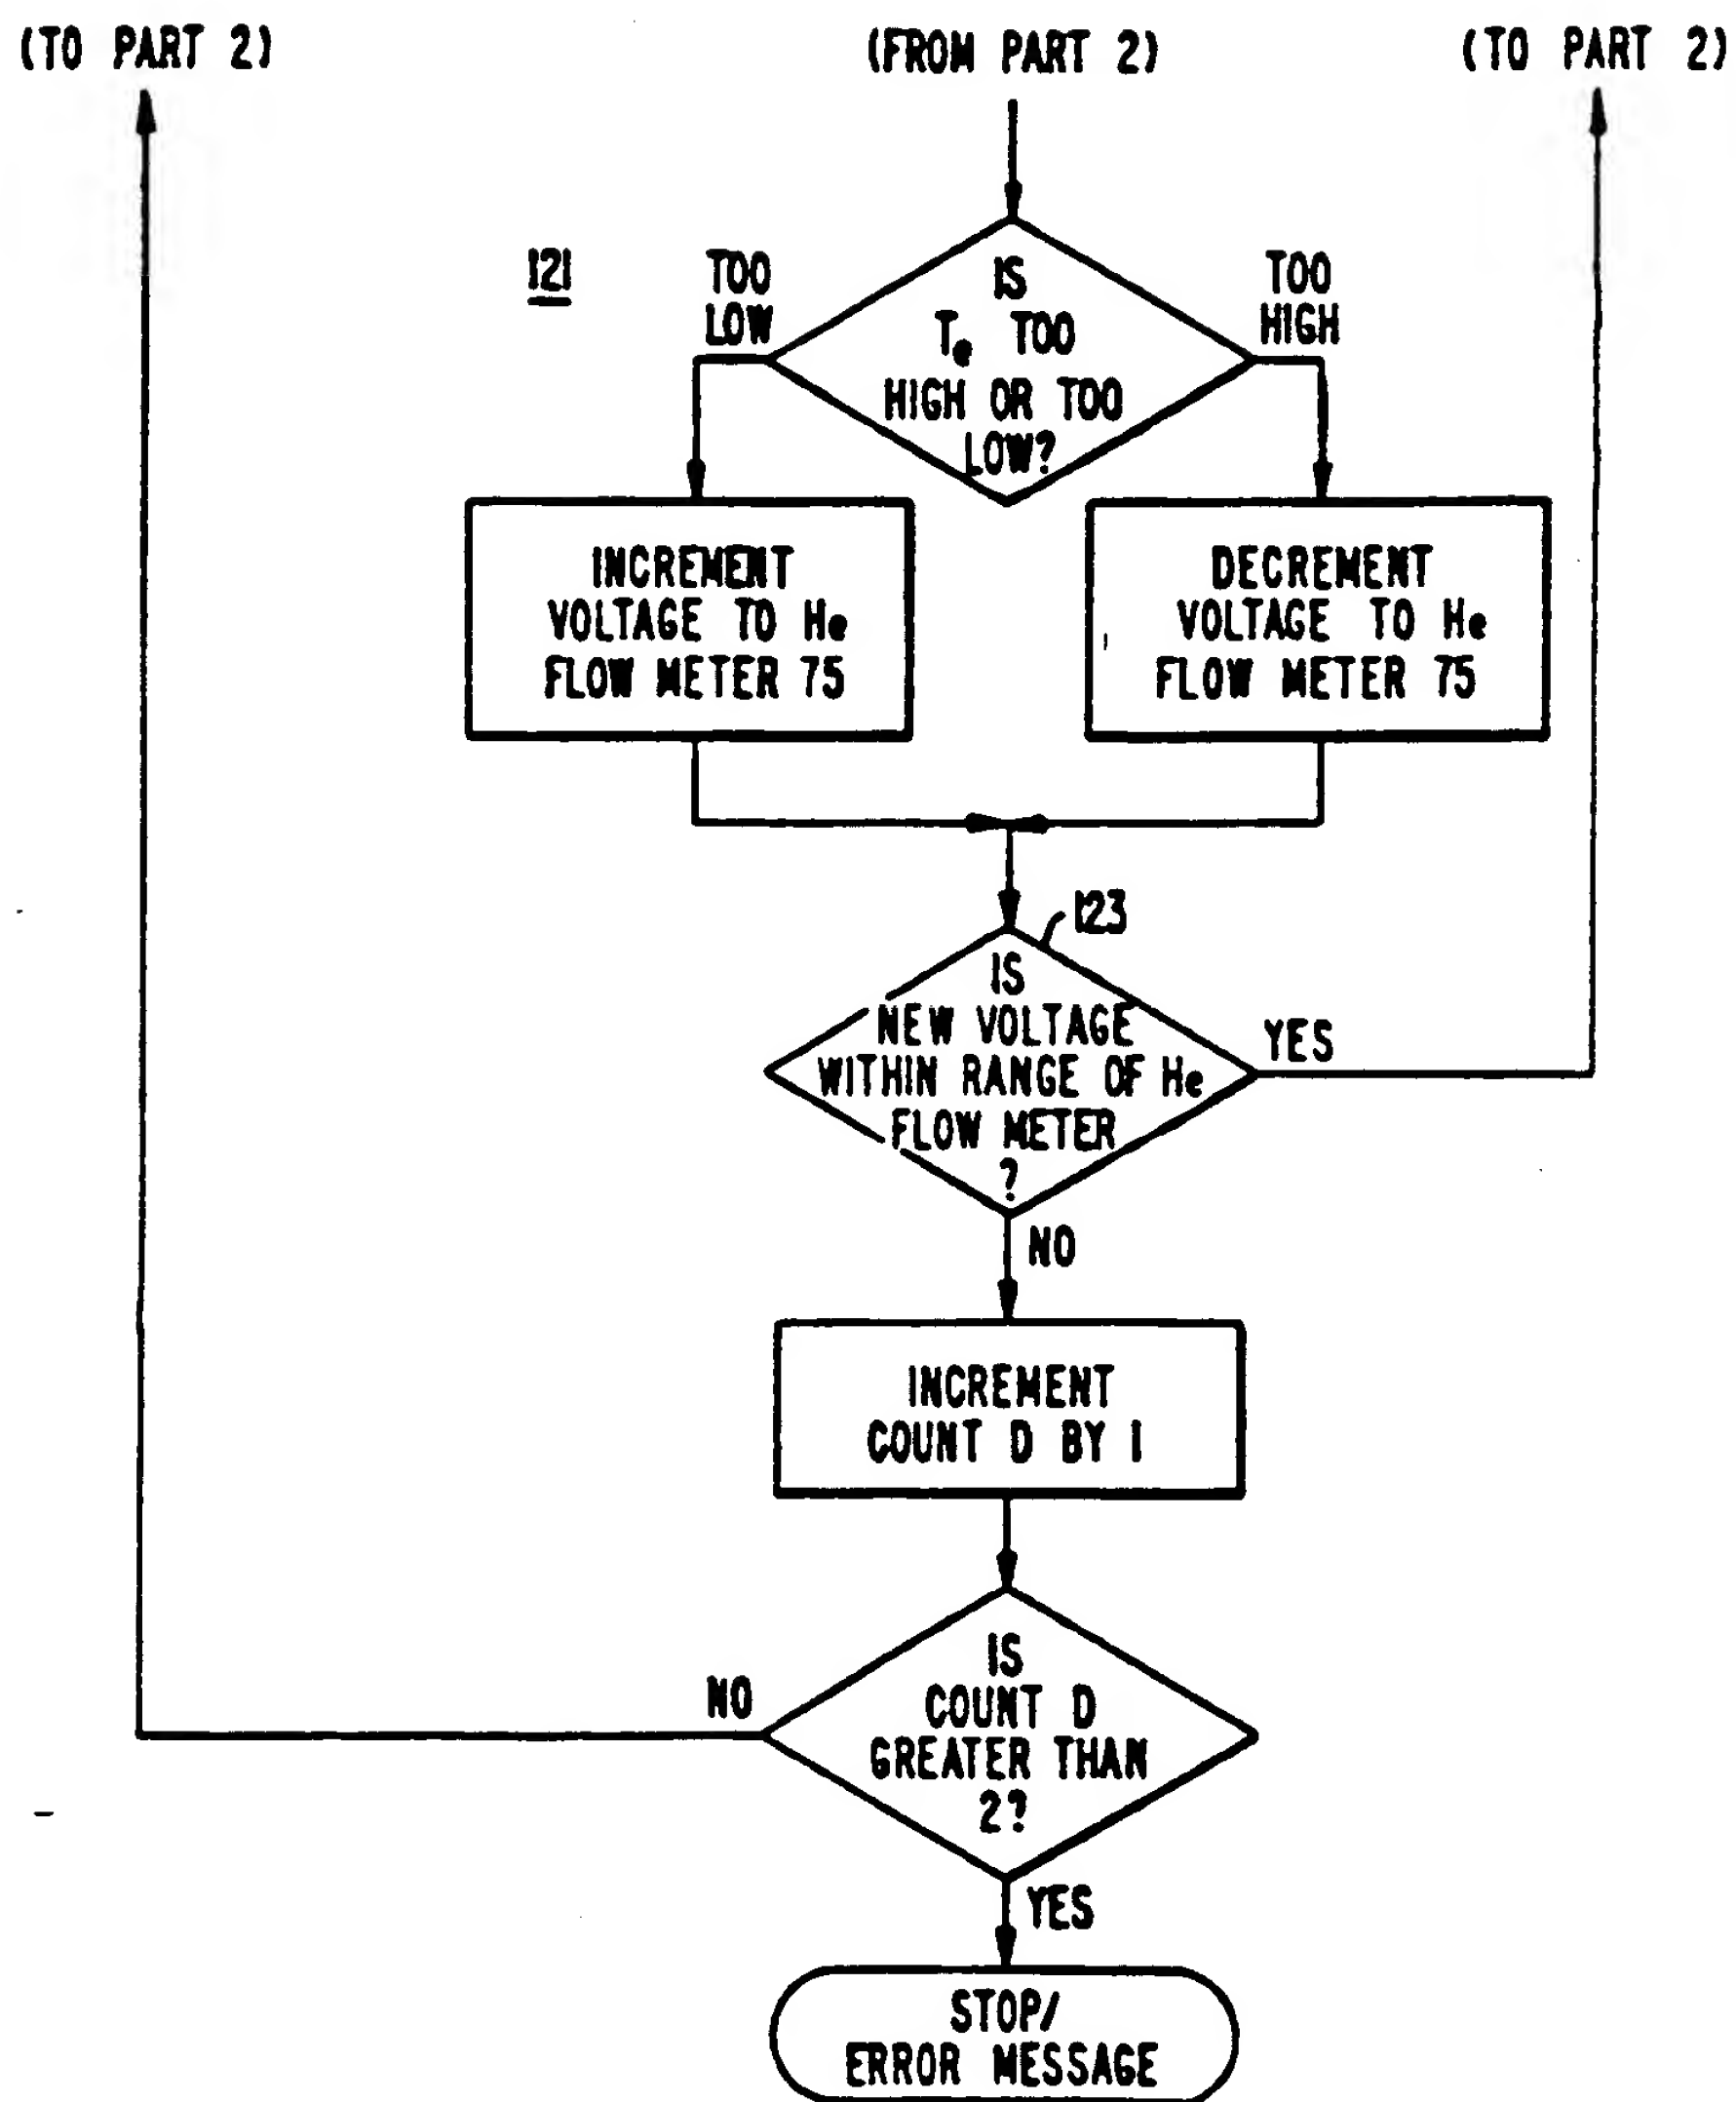 (TO PART 2)
(FROM PART 2)
(TO PART 2)
121
TOO
LOW
IS
Te TOO
HIGH OR TOO
LOW?
TOO
HIGH
INCREMENT
VOLTAGE TO He
FLOW METER 75
DECREMENT
VOLTAGE TO He
FLOW METER 75
123
IS
NEW VOLTAGE
WITHIN RANGE OF He
FLOW METER
?
YES
NO
INCREMENT
COUNT D BY 1
IS
COUNT D
GREATER THAN
2?
NO
YES
STOP/
ERROR MESSAGE